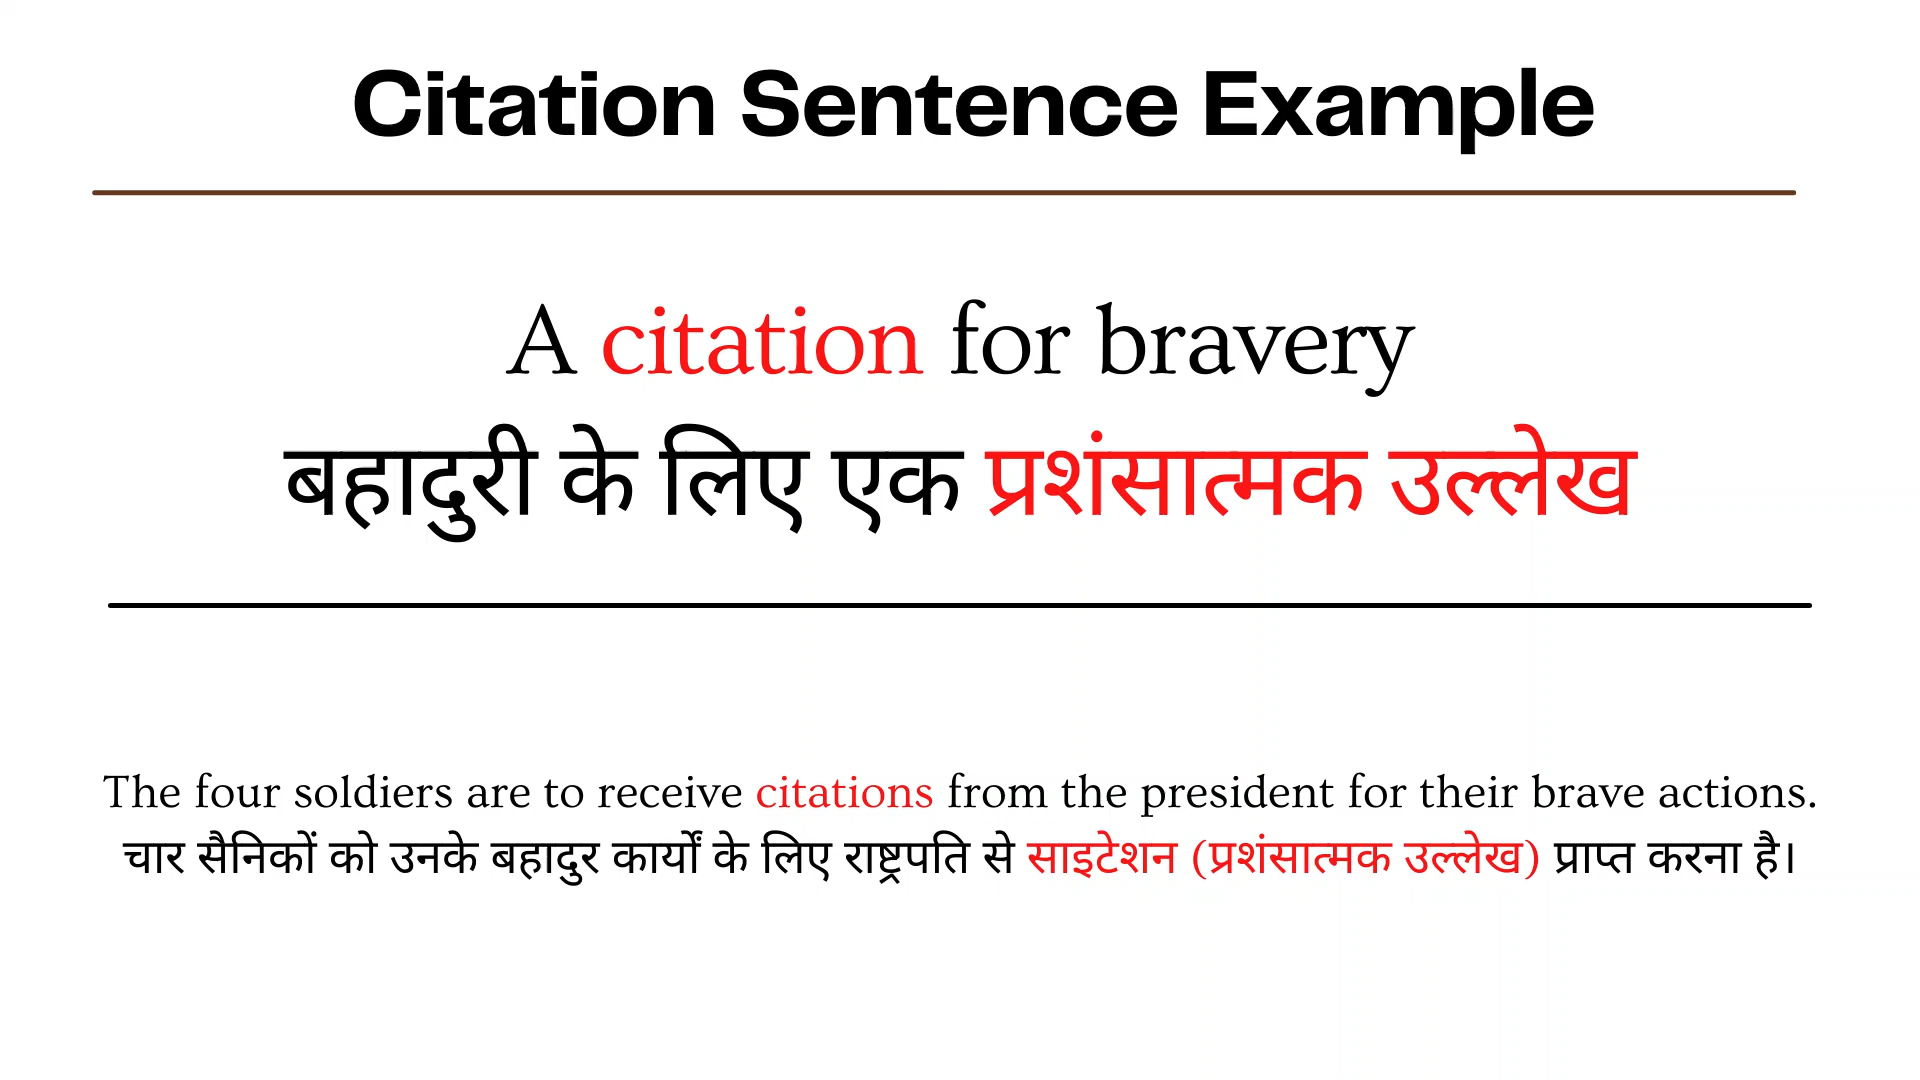 Citation Sentence Example
A citation for bravery
बहादुरी के लिए एक प्रशंसात्मक उल्लेख
The four soldiers are to receive citations from the president for their brave actions.
चार सैनिकों को उनके बहादुर कार्यों के लिए राष्ट्रपति से साइटेशन (प्रशंसात्मक उल्लेख) प्राप्त करना है।